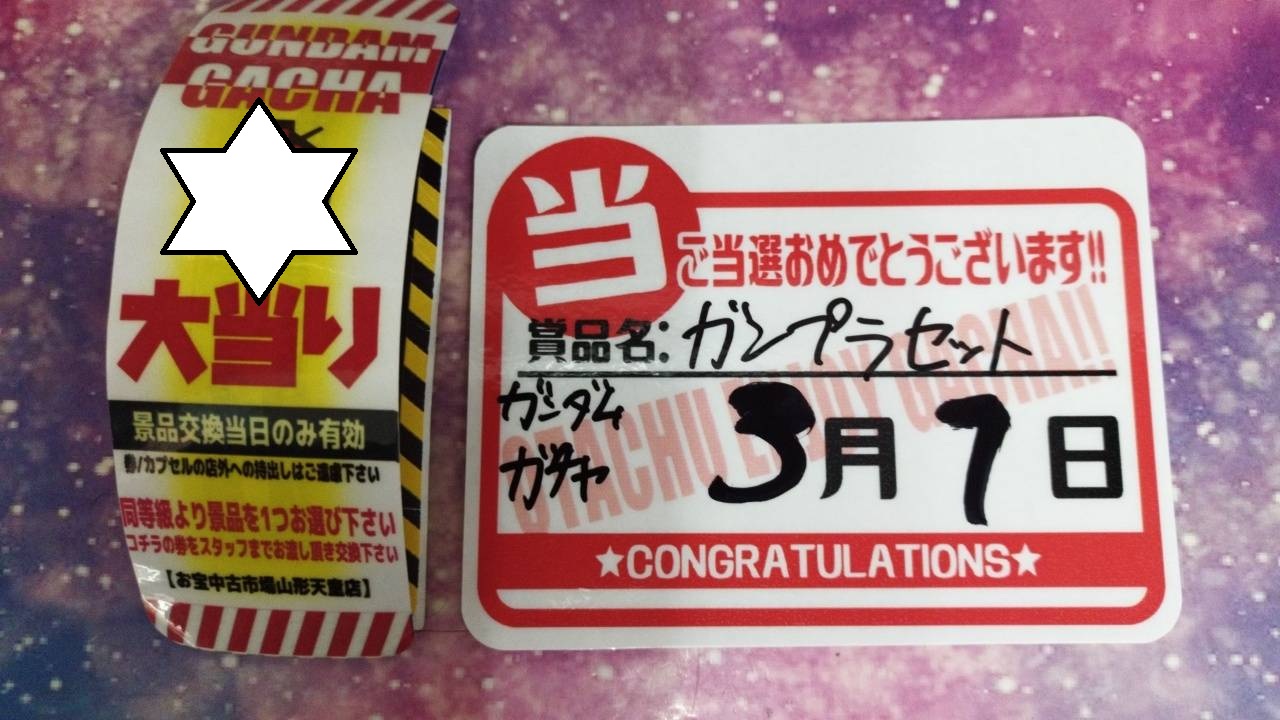 GUNDAM
GACHA
大当り
景品交換当日のみ有効
券/カプセルの店外への持出しはご遠慮下さい
同等級より景品を1つお選び下さい
コチラの券をスタッフまでお渡し頂き交換下さい
【お宝中古市場山形天童店】
当
ご当選おめでとうございます!!
賞品名:ガンプラセット
ガンダム
ガチャ
3月7日
OTACHU ENJOY GACHA!!
★CONGRATULATIONS★